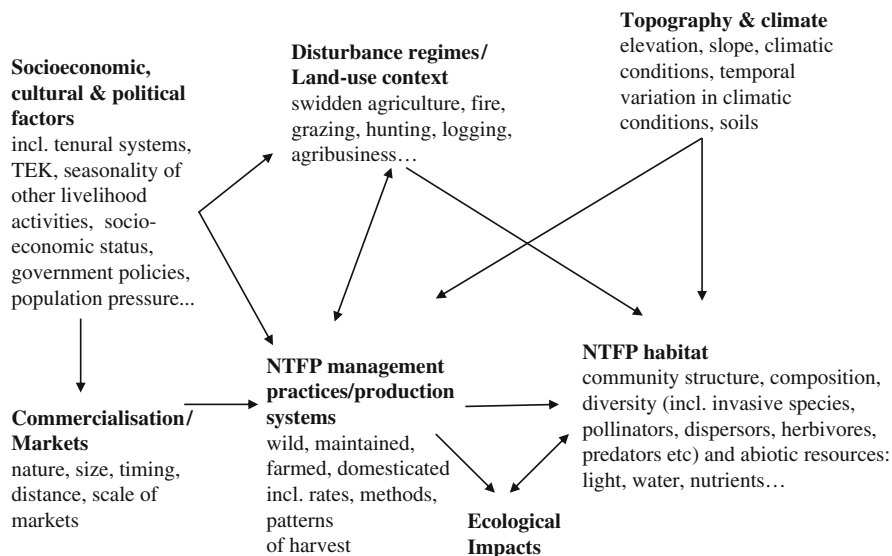 Socioeconomic,
cultural & political
factors
incl. tenural systems,
TEK, seasonality of
other livelihood
activities, socio-
economic status,
government policies,
population pressure...
Disturbance regimes/
Land-use context
swidden agriculture, fire,
grazing, hunting, logging,
agribusiness…
Topography & climate
elevation, slope, climatic
conditions, temporal
variation in climatic
conditions, soils
Commercialisation/
Markets
nature, size, timing,
distance, scale of
markets
NTFP management
practices/production
systems
wild, maintained,
farmed, domesticated
incl. rates, methods,
patterns
of harvest
Ecological
Impacts
NTFP habitat
community structure, composition,
diversity (incl. invasive species,
pollinators, dispersors, herbivores,
predators etc) and abiotic resources:
light, water, nutrients…